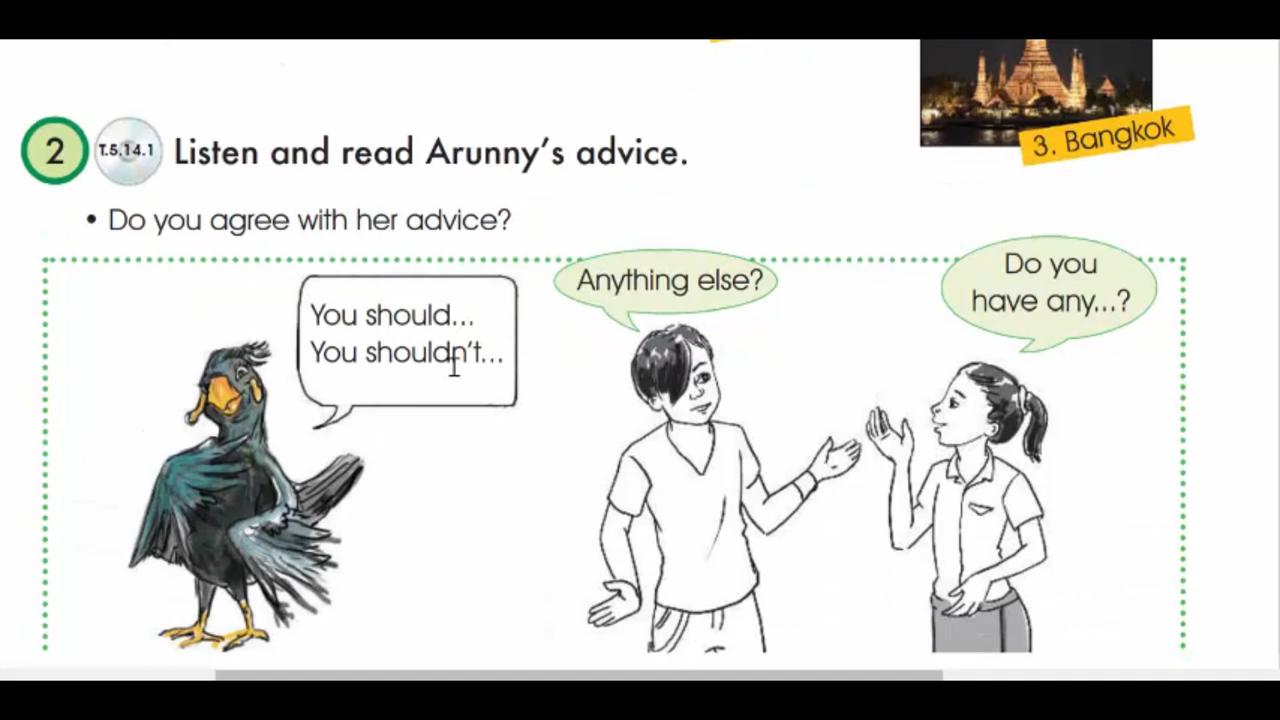 3. Bangkok
2
T.5.14.1
Listen and read Arunny's advice.
• Do you agree with her advice?
You should...
You shouldn't...
Anything else?
Do you
have any...?